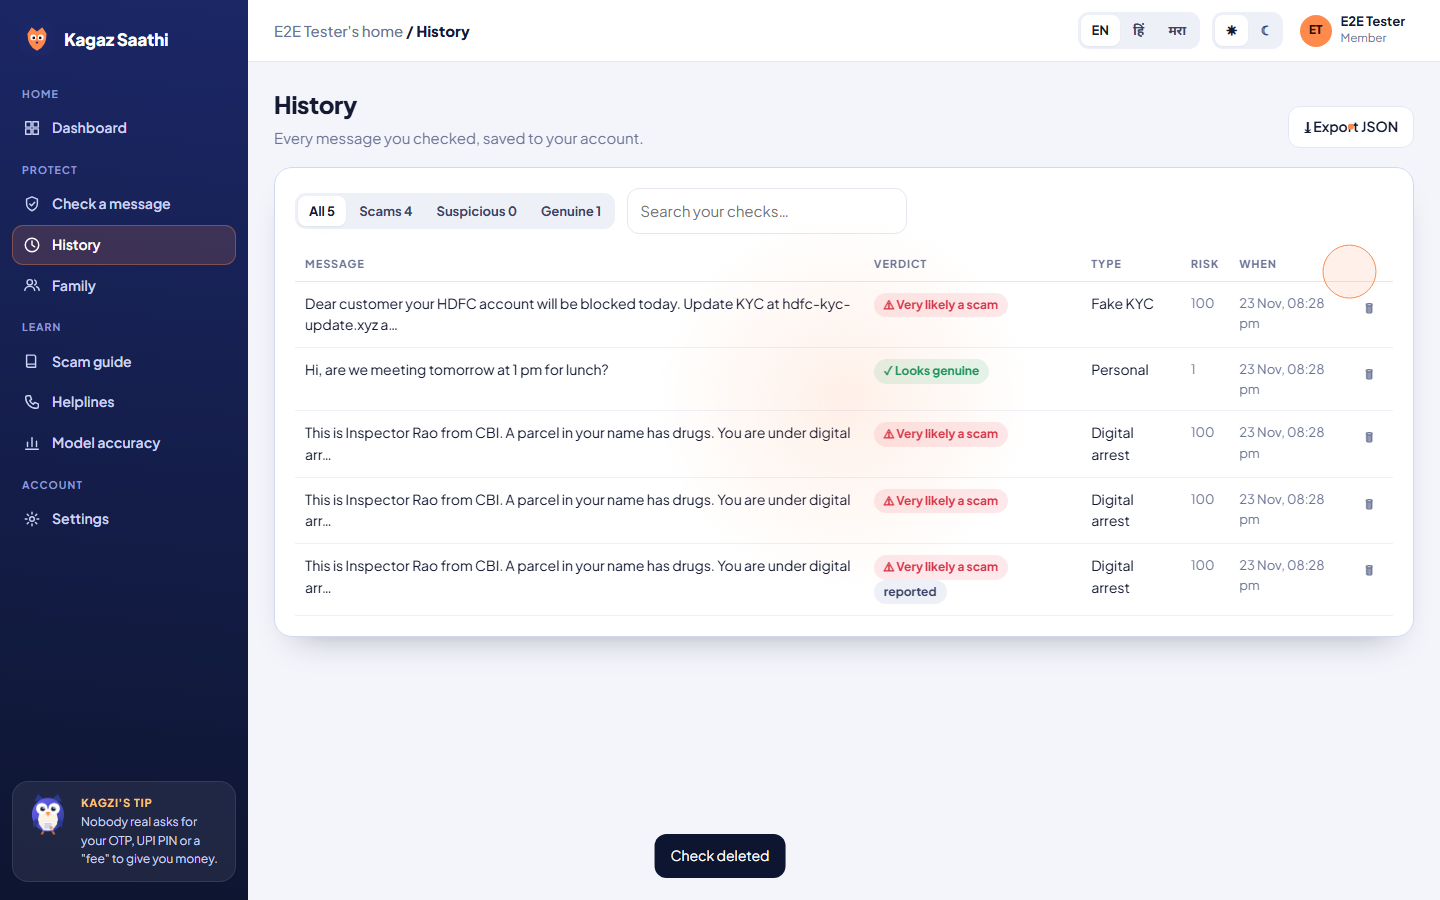 Kagaz Saathi
HOME
Dashboard
PROTECT
Check a message
History
Family
LEARN
Scam guide
Helplines
Model accuracy
ACCOUNT
Settings
KAGZI'S TIP
Nobody real asks for
your OTP, UPI PIN or a
"fee" to give you money.
E2E Tester's home / History
EN हिं मरा
ET E2E Tester
Member
History
Every message you checked, saved to your account.
Export JSON
All 5 Scams 4 Suspicious 0 Genuine 1 Search your checks...
MESSAGE VERDICT TYPE RISK WHEN
Dear customer your HDFC account will be blocked today. Update KYC at hdfc-kyc- ⚠ Very likely a scam Fake KYC 100 23 Nov, 08:28
update.xyz a... pm
Hi, are we meeting tomorrow at 1 pm for lunch? ✓ Looks genuine Personal 1 23 Nov, 08:28
pm
This is Inspector Rao from CBI. A parcel in your name has drugs. You are under digital ⚠ Very likely a scam Digital 100 23 Nov, 08:28
arr... arrest pm
This is Inspector Rao from CBI. A parcel in your name has drugs. You are under digital ⚠ Very likely a scam Digital 100 23 Nov, 08:28
arr... arrest pm
This is Inspector Rao from CBI. A parcel in your name has drugs. You are under digital ⚠ Very likely a scam Digital 100 23 Nov, 08:28
arr... reported arrest pm
Check deleted